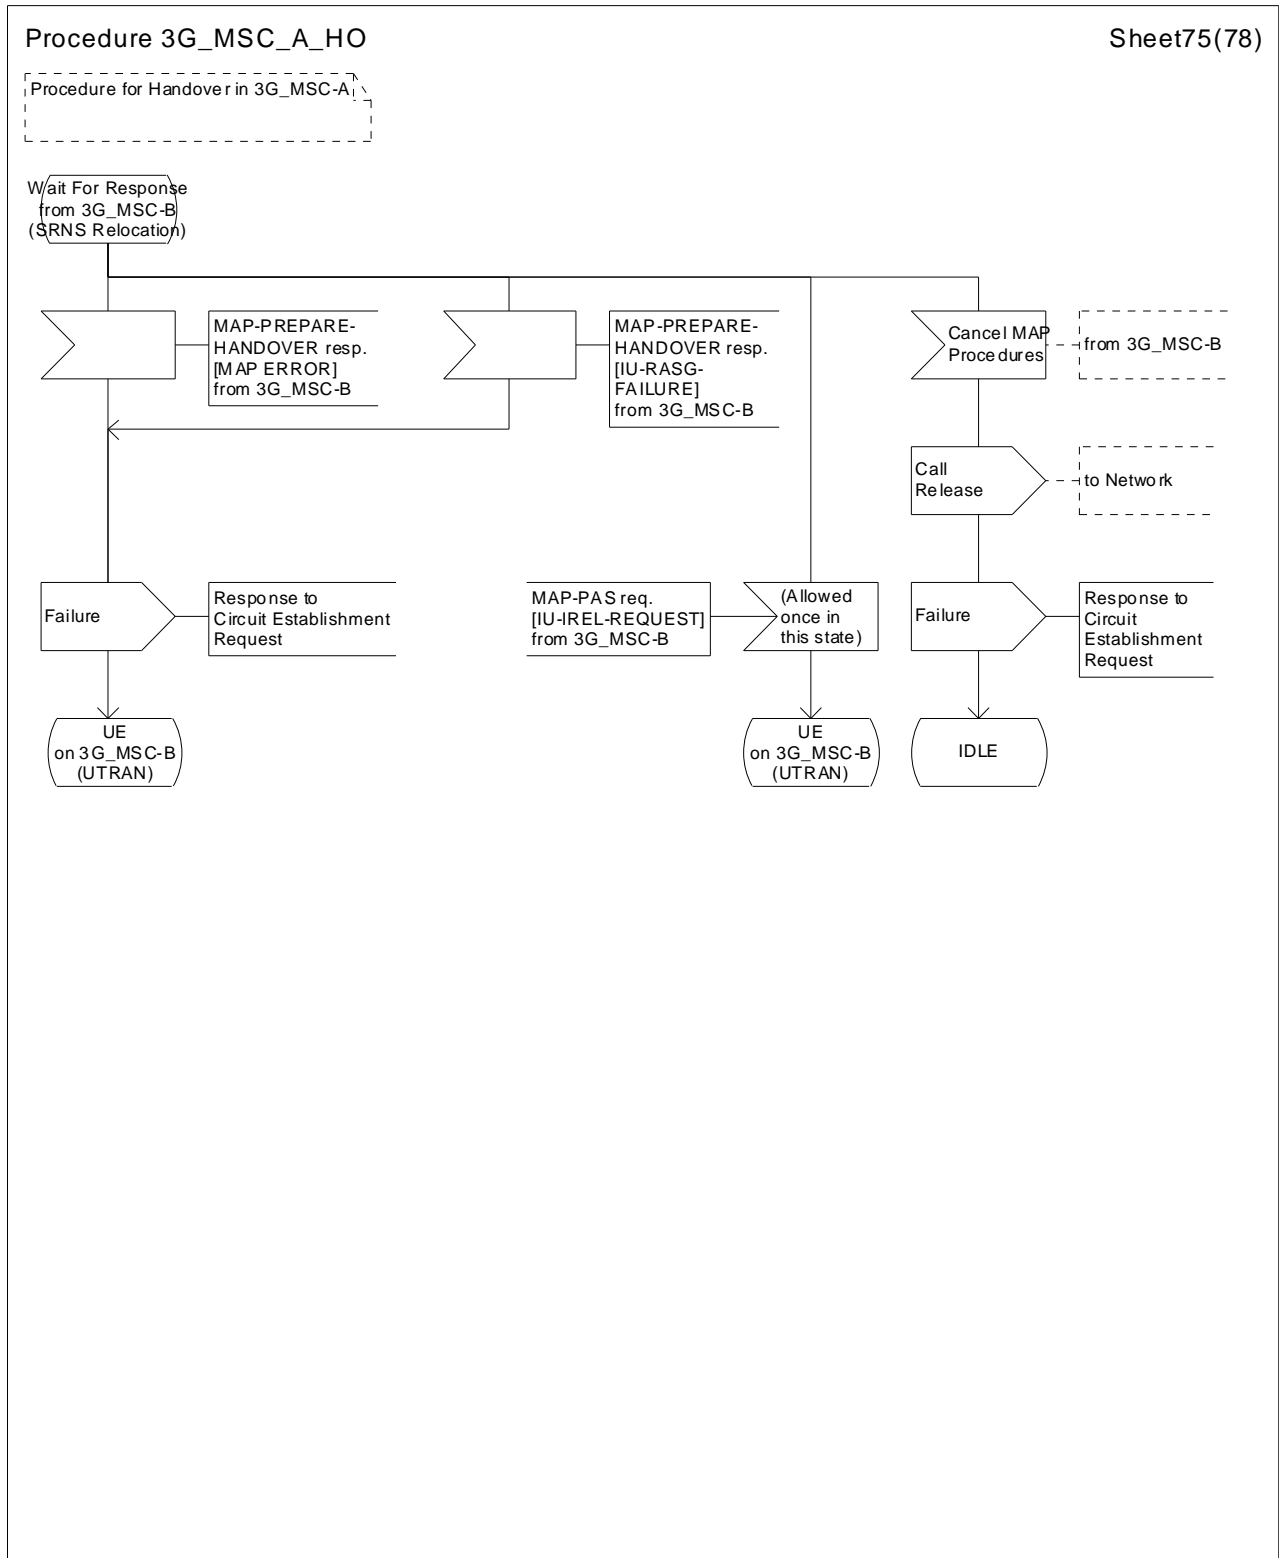 Procedure 3G_MSC_A_HO
Sheet75(78)
Procedure for Handover in 3G_MSC-A
Wait For Response
from 3G_MSC-B
(SRNS Relocation)
MAP-PREPARE-
HANDOVER resp.
[MAP ERROR]
from 3G_MSC-B
MAP-PREPARE-
HANDOVER resp.
[IU-RASG-
FAILURE]
from 3G_MSC-B
Cancel MAP
Procedures
from 3G_MSC-B
Call
Release
to Network
Failure
Response to
Circuit Establishment
Request
MAP-PAS req.
[IU-IREL-REQUEST]
from 3G_MSC-B
(Allowed
once in
this state)
Failure
Response to
Circuit
Establishment
Request
UE
on 3G_MSC-B
(UTRAN)
UE
on 3G_MSC-B
(UTRAN)
IDLE